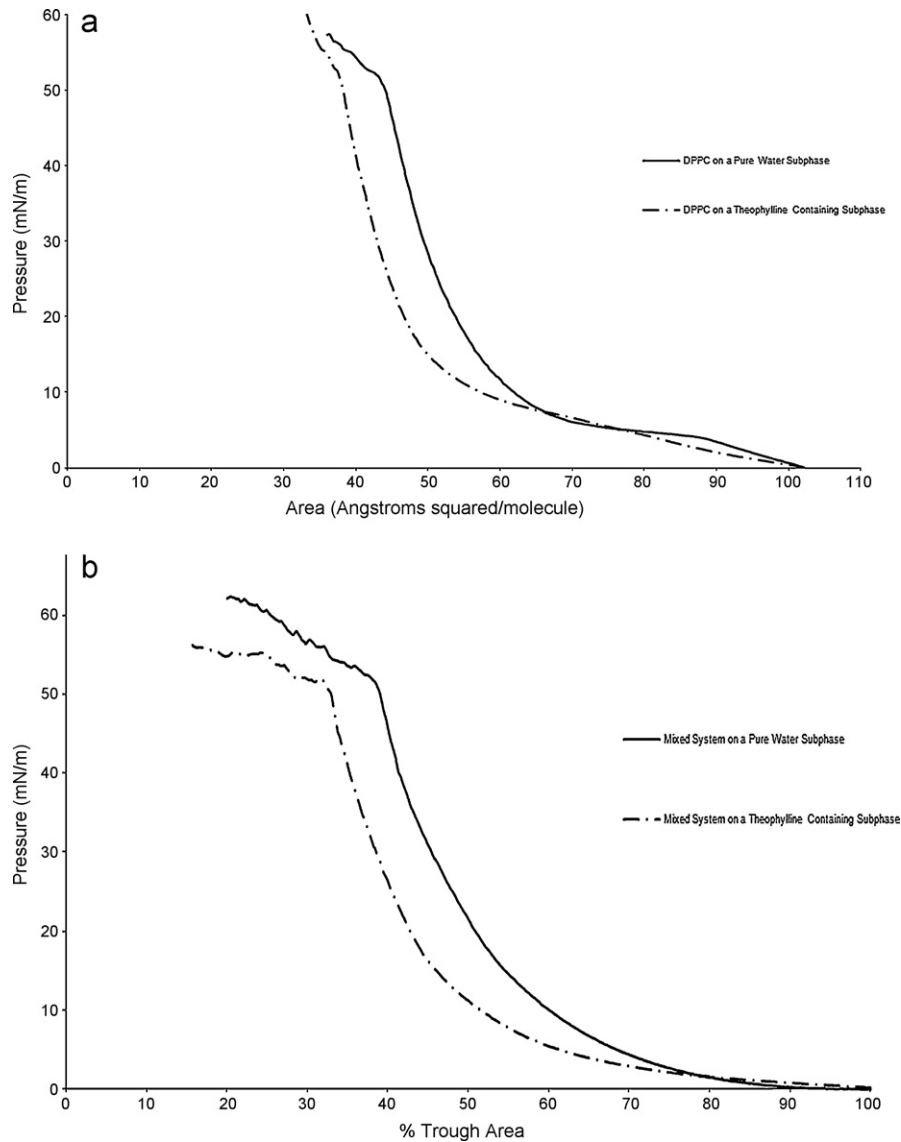 a
60
50
40
30
20
10
0
Pressure (mN/m)
DPPC on a Pure Water Subphase
DPPC on a Theophylline Containing Subphase
0 10 20 30 40 50 60 70 80 90 100 110
Area (Angstroms squared/molecule)
b
60
50
40
30
20
10
0
Pressure (mN/m)
Mixed System on a Pure Water Subphase
Mixed System on a Theophylline Containing Subphase
0 10 20 30 40 50 60 70 80 90 100
% Trough Area